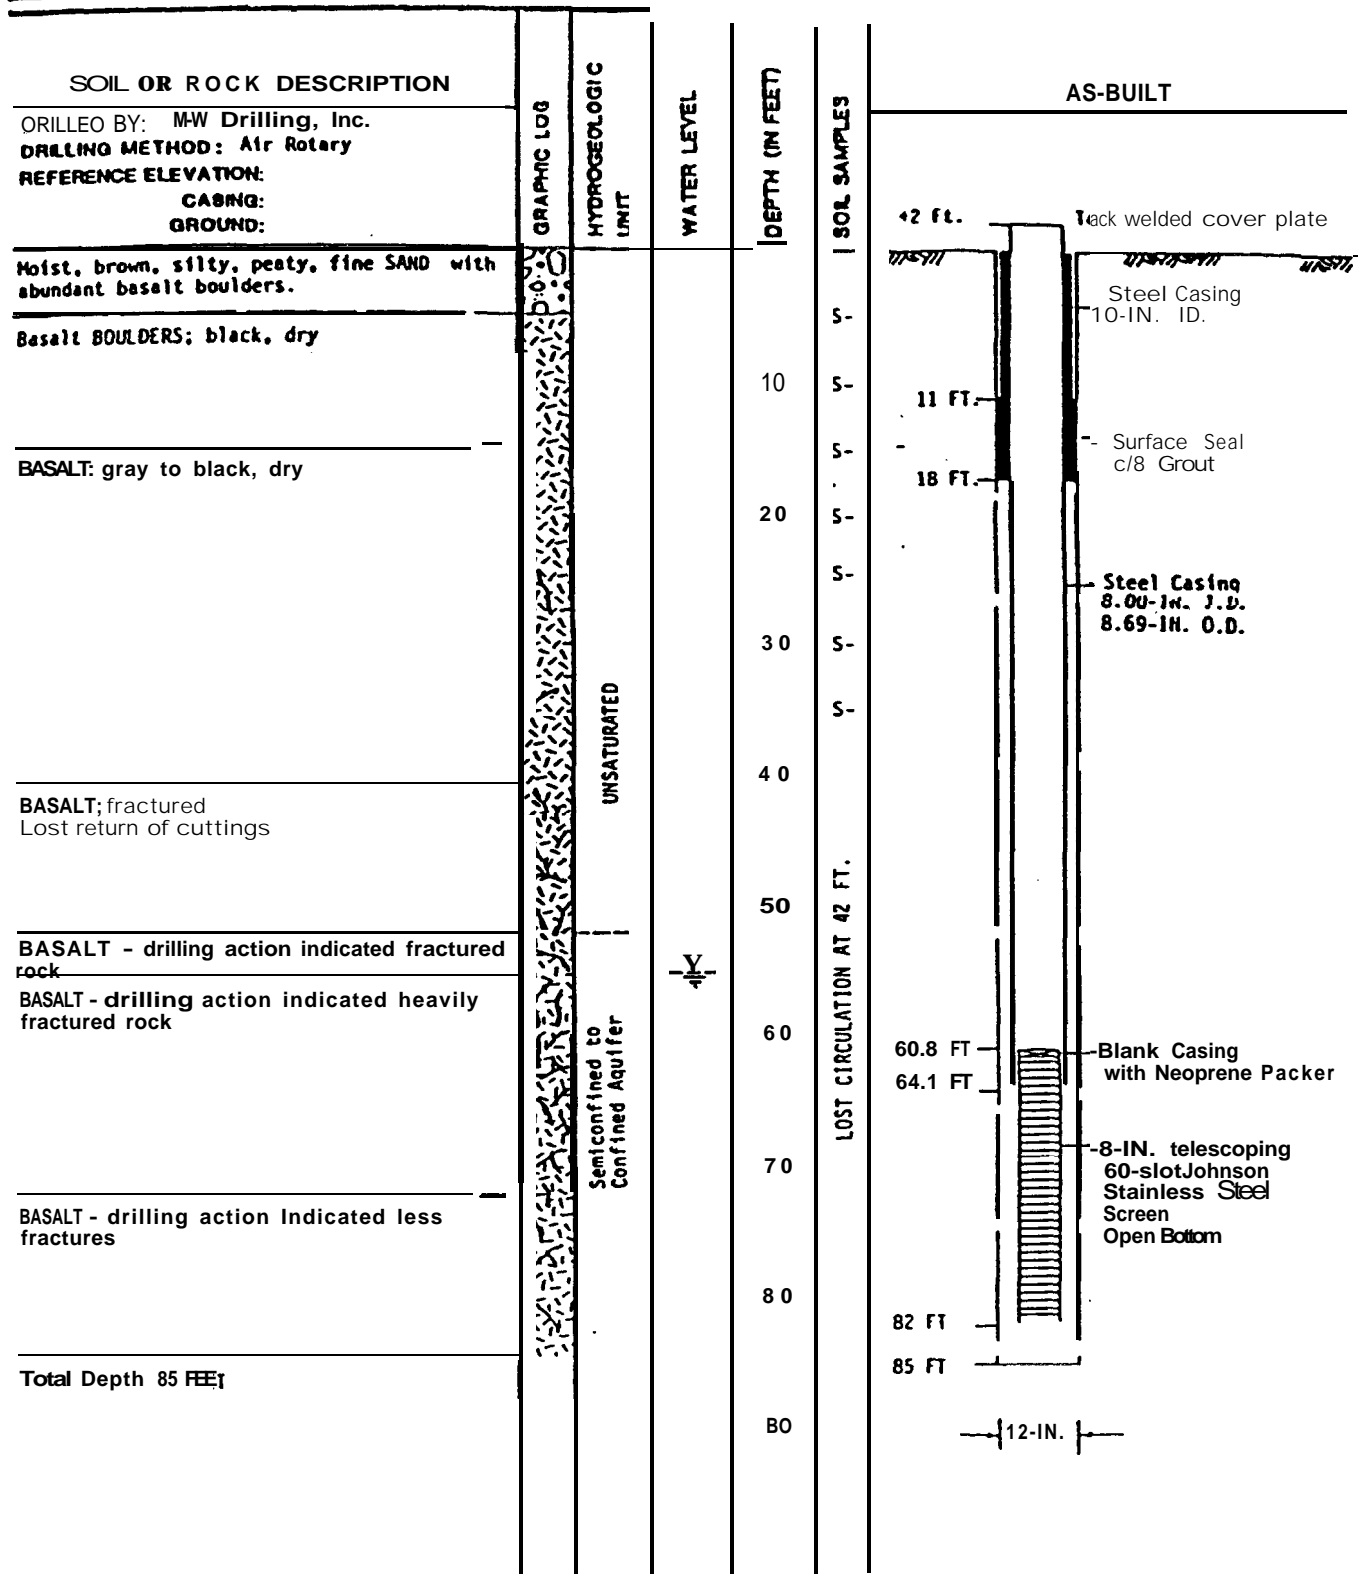 SOIL OR ROCK DESCRIPTION
ORILLEO BY: M-W Drilling, Inc.
DRILLING METHOD: Air Rotary
REFERENCE ELEVATION:
CASING:
GROUND:
GRAPHIC LOG
HYDROGEOLOGIC
UNIT
WATER LEVEL
DEPTH (IN FEET)
SOIL SAMPLES
AS-BUILT
Moist, brown, silty, peaty, fine SAND with
abundant basalt boulders.
Basalt BOULDERS; black, dry
BASALT: gray to black, dry
BASALT; fractured
Lost return of cuttings
BASALT - drilling action indicated fractured
rock
BASALT - drilling action indicated heavily
fractured rock
BASALT - drilling action Indicated less
fractures
Total Depth 85 FEET
UNSATURATED
Semiconfined to
Confined Aquifer
Y
10
20
30
40
50
60
70
80
BO
S-
S-
S-
S-
S-
S-
S-
LOST CIRCULATION AT 42 FT.
+2 ft.
Tack welded cover plate
Steel Casing
10-IN. ID.
11 FT.
- Surface Seal
c/8 Grout
18 FT.
Steel Casing
8.00-IN. I.D.
8.69-IN. O.D.
60.8 FT
Blank Casing
with Neoprene Packer
64.1 FT
-8-IN. telescoping
60-slot Johnson
Stainless Steel
Screen
Open Bottom
82 FT
85 FT
12-IN.